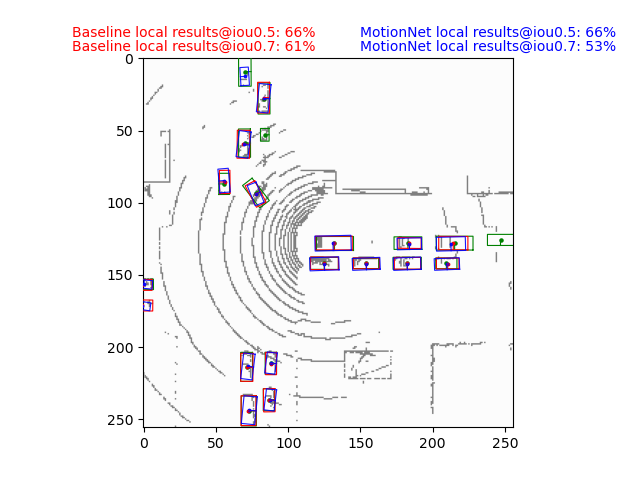 Baseline local results@iou0.5: 66%
Baseline local results@iou0.7: 61%
MotionNet local results@iou0.5: 66%
MotionNet local results@iou0.7: 53%
0
50
100
150
200
250
0 50 100 150 200 250